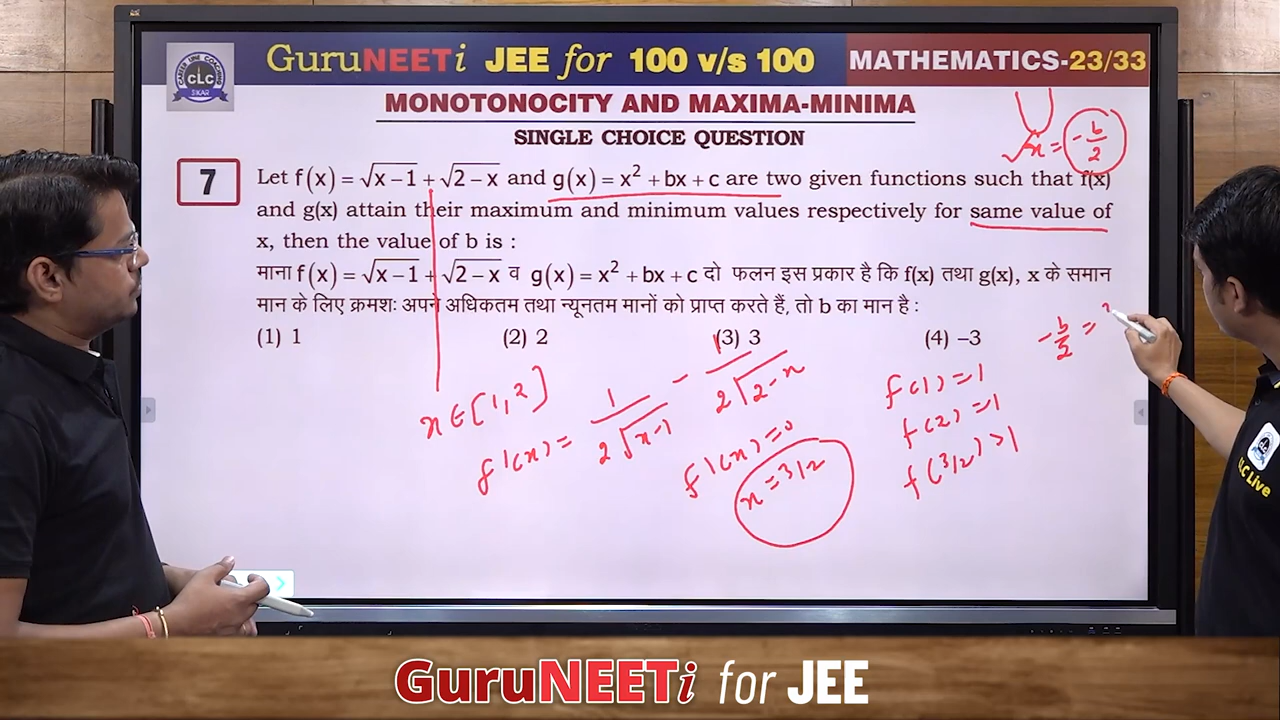 GuruNEETi JEE for 100 v/s 100
MATHEMATICS-23/33
CLC
SIKAR
MONOTONOCITY AND MAXIMA-MINIMA
SINGLE CHOICE QUESTION
x = -b/2
7
Let f(x) = √x−1 + √2−x and g(x) = x² + bx + c are two given functions such that f(x)
and g(x) attain their maximum and minimum values respectively for same value of
x, then the value of b is :
माना f(x) = √x−1 + √2−x व g(x) = x² + bx + c दो फलन इस प्रकार है कि f(x) तथा g(x), x के समान
मान के लिए क्रमशः अपने अधिकतम तथा न्यूनतम मानों को प्राप्त करते हैं, तो b का मान है :
(1) 1 (2) 2 (3) 3 (4) −3
-b/2 =
x ∈ [1, 2]
f'(x) = 1/2√x-1 − 1/2√2-x
f'(x) = 0
x = 3/2
f(1) = 1
f(2) = 1
f(3/2) > 1
CLC Live
GuruNEETi for JEE